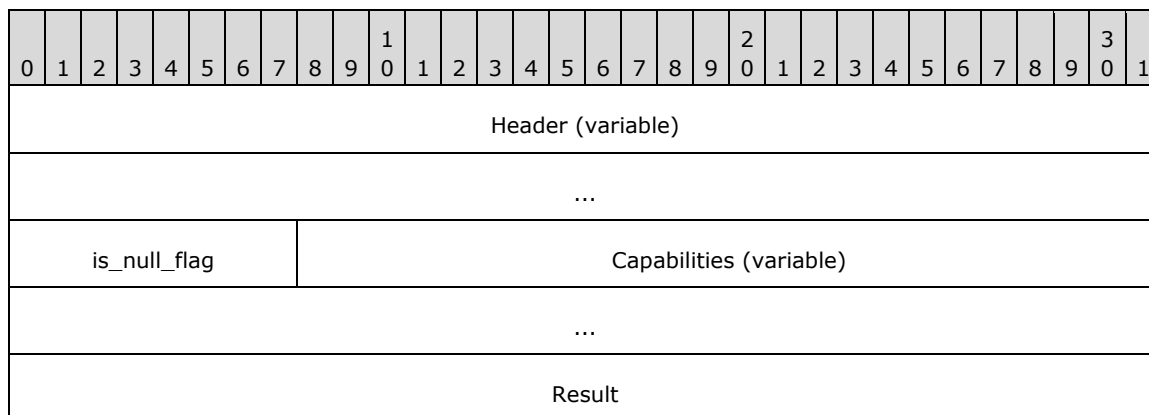 1 2 3
0 1 2 3 4 5 6 7 8 9 0 1 2 3 4 5 6 7 8 9 0 1 2 3 4 5 6 7 8 9 0 1
Header (variable)
...
is_null_flag Capabilities (variable)
...
Result